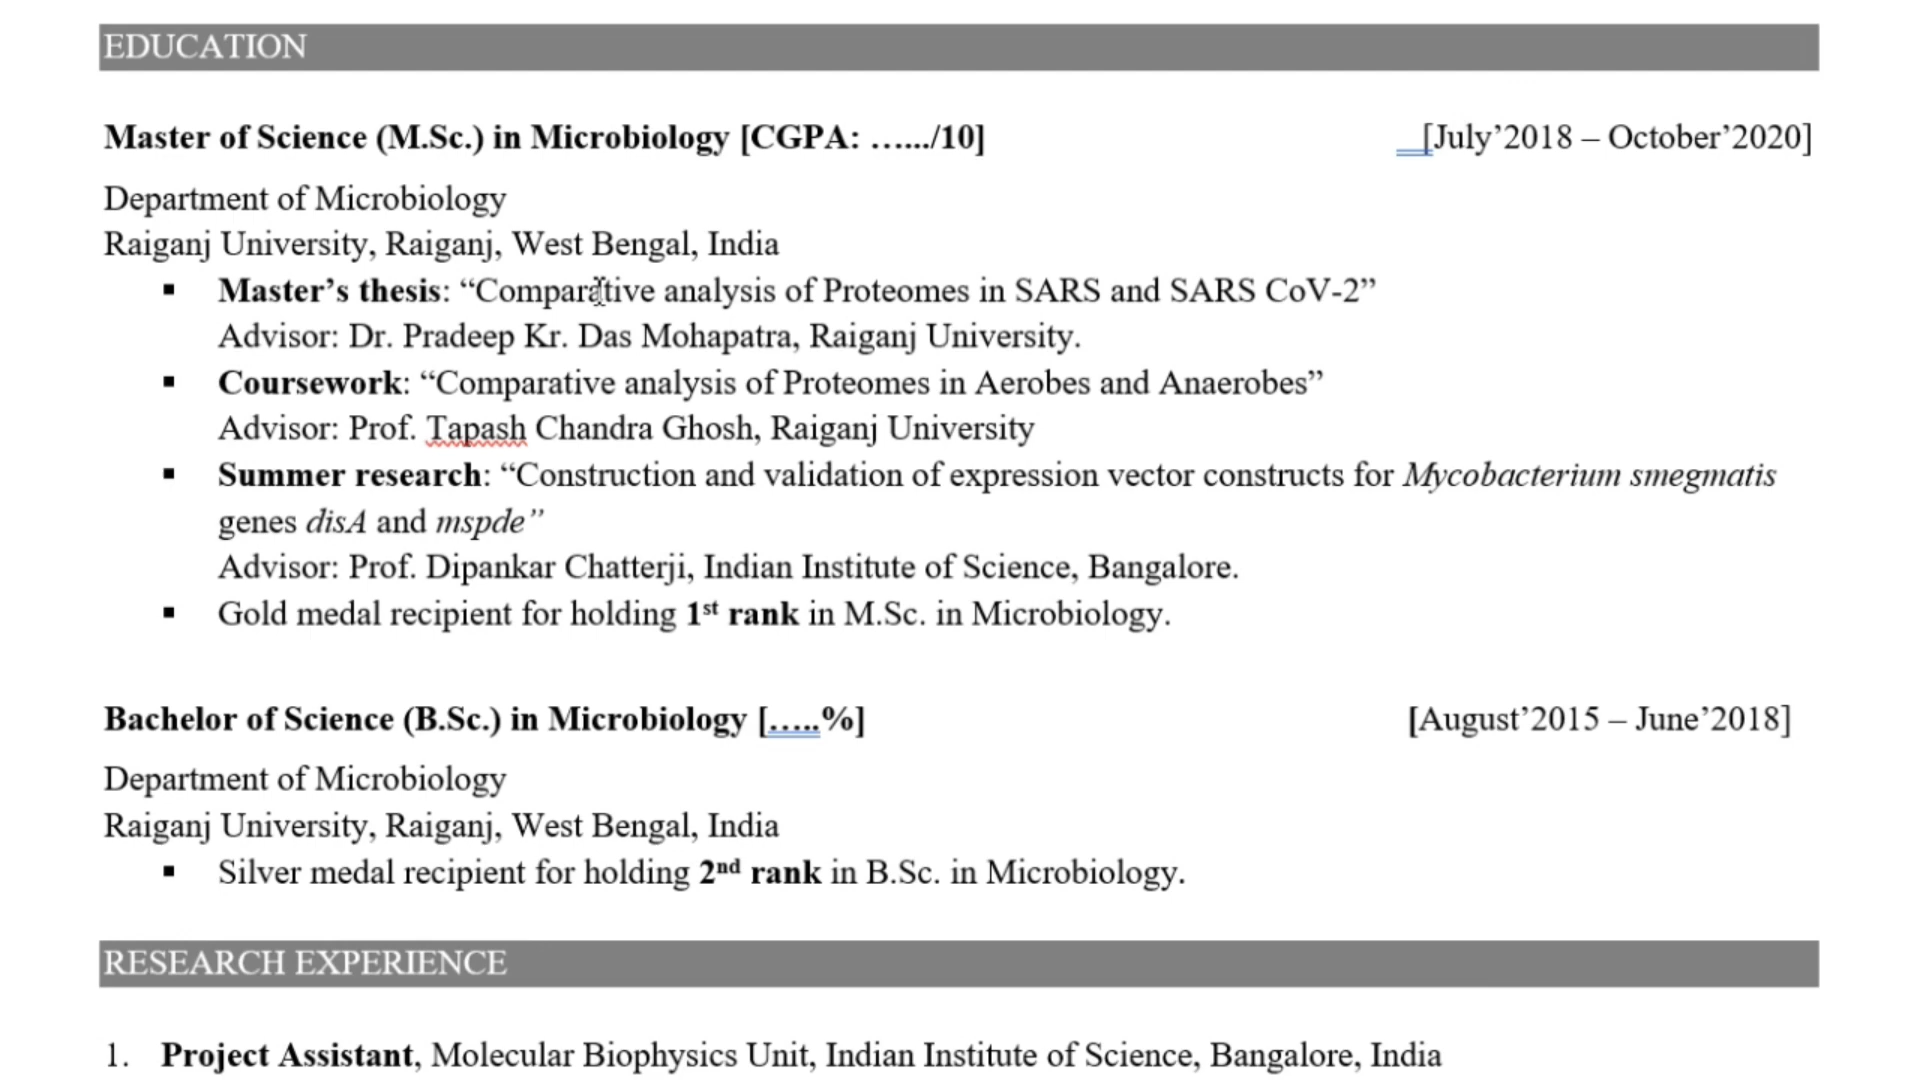 EDUCATION
Master of Science (M.Sc.) in Microbiology [CGPA: ....../10] [July’2018 – October’2020]
Department of Microbiology
Raiganj University, Raiganj, West Bengal, India
▪ Master’s thesis: “Comparative analysis of Proteomes in SARS and SARS CoV-2”
Advisor: Dr. Pradeep Kr. Das Mohapatra, Raiganj University.
▪ Coursework: “Comparative analysis of Proteomes in Aerobes and Anaerobes”
Advisor: Prof. Tapash Chandra Ghosh, Raiganj University
▪ Summer research: “Construction and validation of expression vector constructs for Mycobacterium smegmatis
genes disA and mspde”
Advisor: Prof. Dipankar Chatterji, Indian Institute of Science, Bangalore.
▪ Gold medal recipient for holding 1st rank in M.Sc. in Microbiology.
Bachelor of Science (B.Sc.) in Microbiology [.....%] [August’2015 – June’2018]
Department of Microbiology
Raiganj University, Raiganj, West Bengal, India
▪ Silver medal recipient for holding 2nd rank in B.Sc. in Microbiology.
RESEARCH EXPERIENCE
1. Project Assistant, Molecular Biophysics Unit, Indian Institute of Science, Bangalore, India